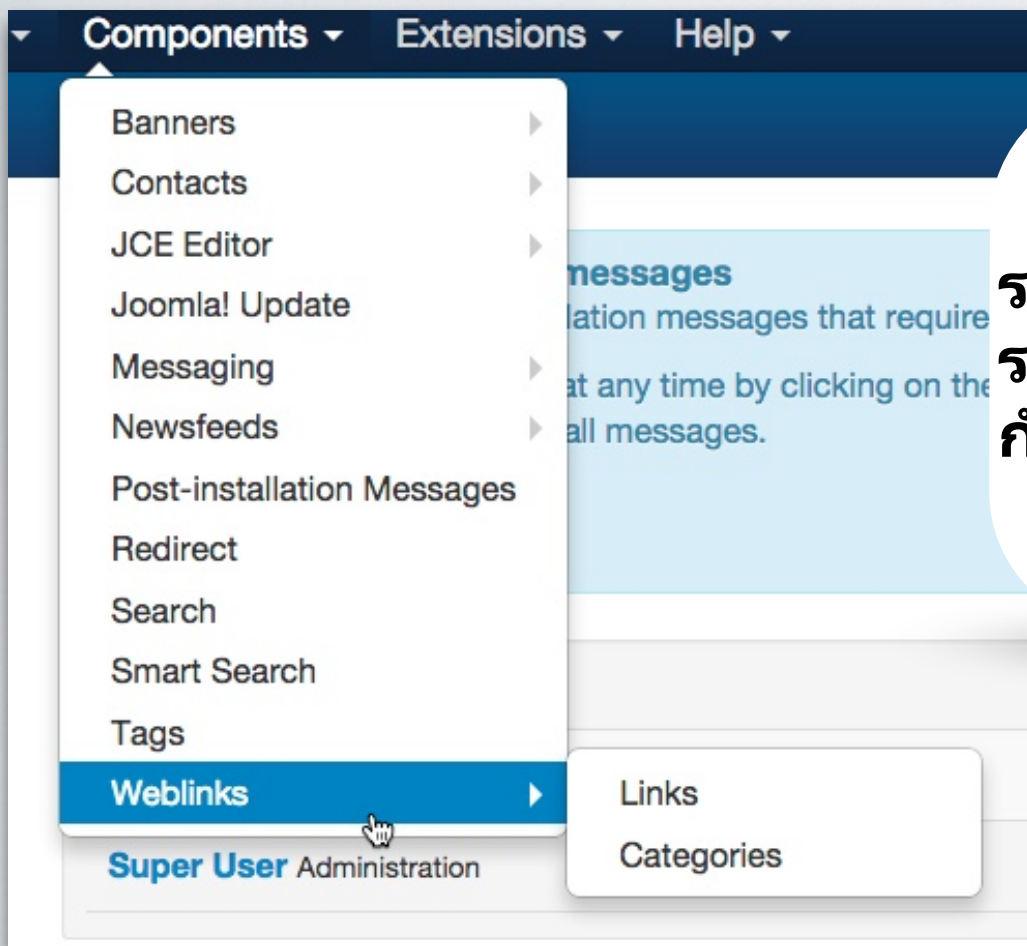 Components Extensions Help
Banners
Contacts
JCE Editor
Joomla! Update
Messaging
Newsfeeds
Post-installation Messages
Redirect
Search
Smart Search
Tags
Weblinks
Links
Categories
messages
messages that require
at any time by clicking on the
all messages.
Super User Administration